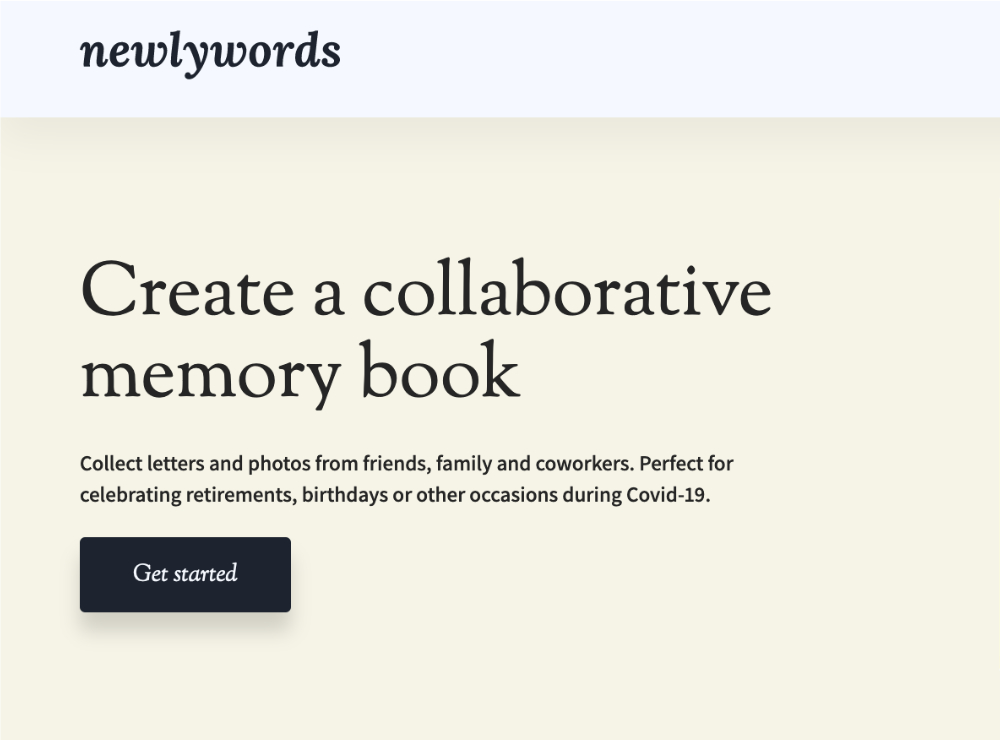 newlywords
Create a collaborative
memory book
Collect letters and photos from friends, family and coworkers. Perfect for
celebrating retirements, birthdays or other occasions during Covid-19.
Get started